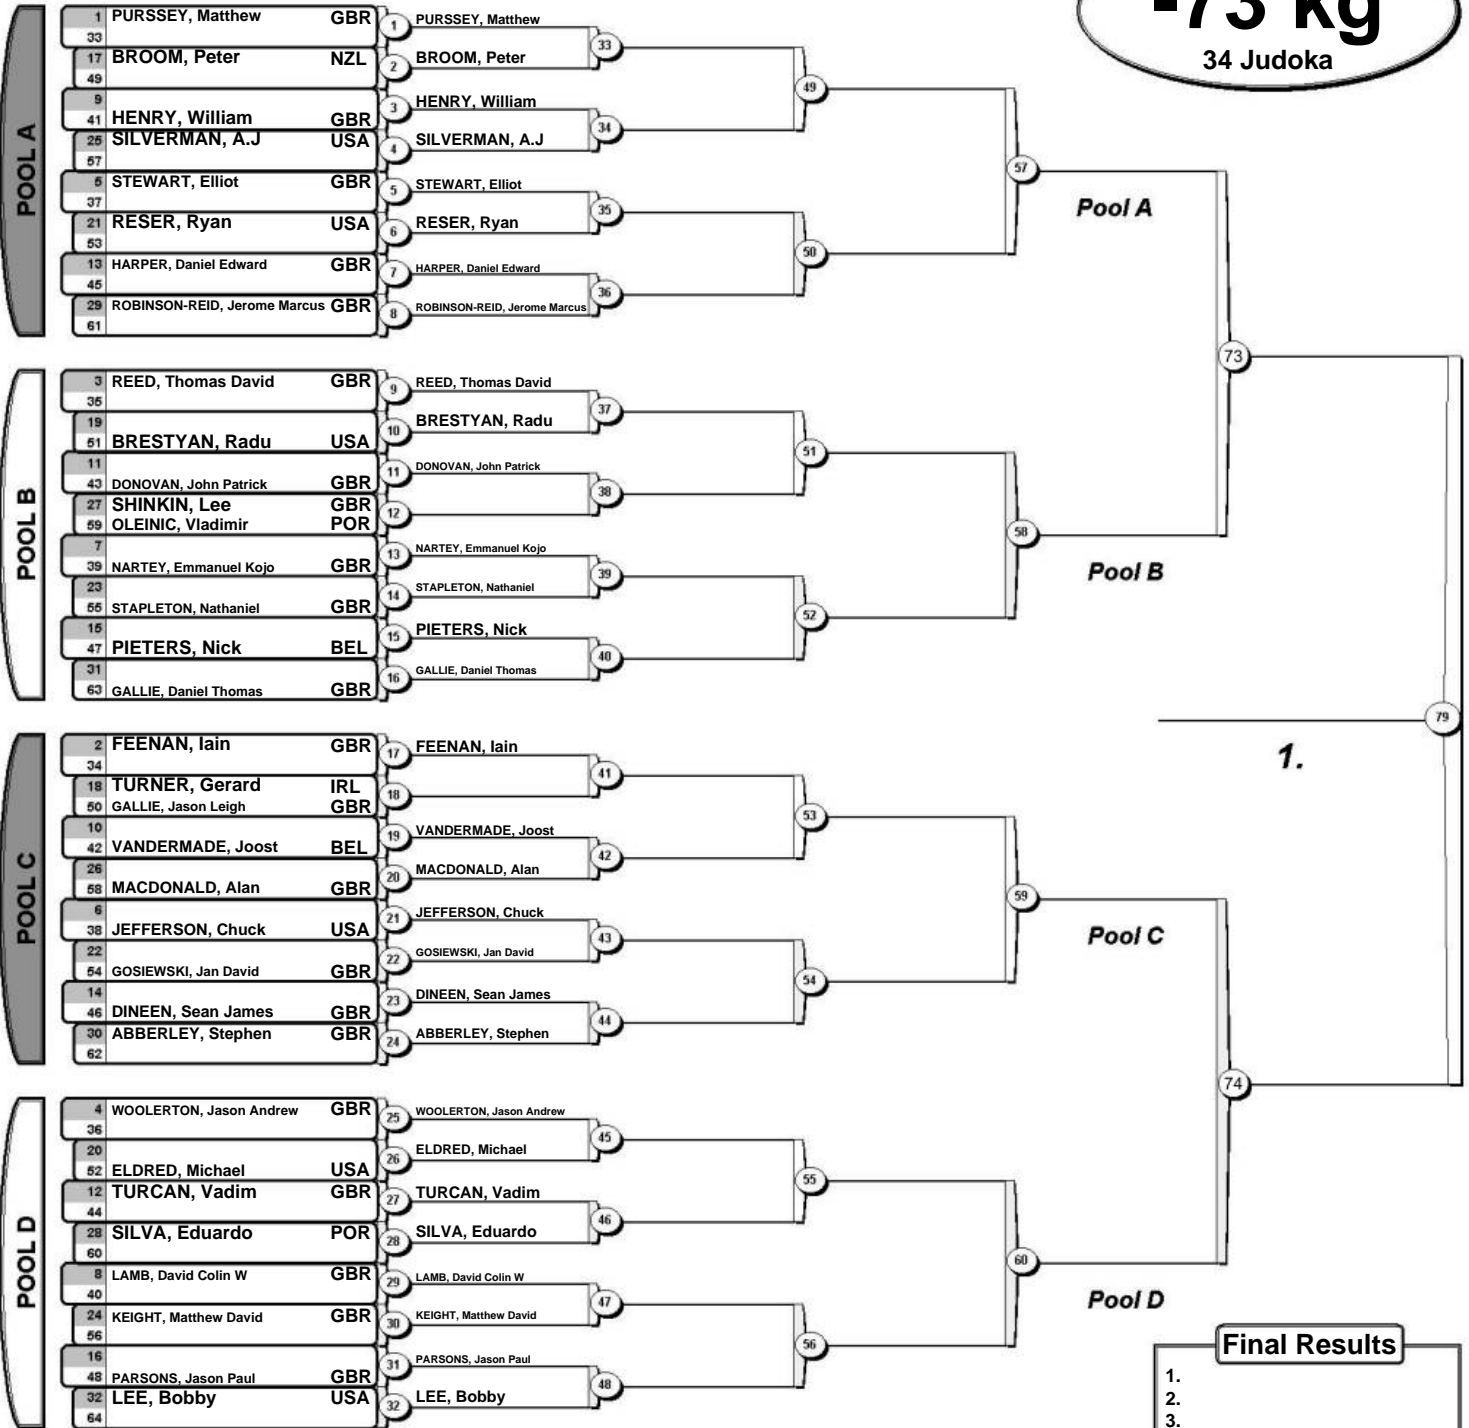 -73 kg
34 Judoka
POOL A
1 PURSSEY, Matthew GBR
33
17 BROOM, Peter NZL
49
9
41 HENRY, William GBR
25 SILVERMAN, A.J USA
57
5 STEWART, Elliot GBR
37
21 RESER, Ryan USA
53
13 HARPER, Daniel Edward GBR
45
29 ROBINSON-REID, Jerome Marcus GBR
61
1 PURSSEY, Matthew
2 BROOM, Peter
3 HENRY, William
4 SILVERMAN, A.J
5 STEWART, Elliot
6 RESER, Ryan
7 HARPER, Daniel Edward
8 ROBINSON-REID, Jerome Marcus
33
34
35
36
49
50
57
Pool A
POOL B
3 REED, Thomas David GBR
35
19
51 BRESTYAN, Radu USA
11
43 DONOVAN, John Patrick GBR
27 SHINKIN, Lee GBR
59 OLEINIC, Vladimir POR
7
39 NARTEY, Emmanuel Kojo GBR
23
55 STAPLETON, Nathaniel GBR
15
47 PIETERS, Nick BEL
31
63 GALLIE, Daniel Thomas GBR
9 REED, Thomas David
10 BRESTYAN, Radu
11 DONOVAN, John Patrick
12
13 NARTEY, Emmanuel Kojo
14 STAPLETON, Nathaniel
15 PIETERS, Nick
16 GALLIE, Daniel Thomas
37
38
39
40
51
52
58
Pool B
73
POOL C
2 FEENAN, Iain GBR
34
18 TURNER, Gerard IRL
50 GALLIE, Jason Leigh GBR
10
42 VANDERMADE, Joost BEL
26
58 MACDONALD, Alan GBR
6
38 JEFFERSON, Chuck USA
22
54 GOSIEWSKI, Jan David GBR
14
46 DINEEN, Sean James GBR
30 ABBERLEY, Stephen GBR
62
17 FEENAN, Iain
18
19 VANDERMADE, Joost
20 MACDONALD, Alan
21 JEFFERSON, Chuck
22 GOSIEWSKI, Jan David
23 DINEEN, Sean James
24 ABBERLEY, Stephen
41
42
43
44
53
54
59
Pool C
79
1.
POOL D
4 WOOLERTON, Jason Andrew GBR
36
20
52 ELDRED, Michael USA
12 TURCAN, Vadim GBR
44
28 SILVA, Eduardo POR
60
8 LAMB, David Colin W GBR
40
24 KEIGHT, Matthew David GBR
56
16
48 PARSONS, Jason Paul GBR
32 LEE, Bobby USA
64
25 WOOLERTON, Jason Andrew
26 ELDRED, Michael
27 TURCAN, Vadim
28 SILVA, Eduardo
29 LAMB, David Colin W
30 KEIGHT, Matthew David
31 PARSONS, Jason Paul
32 LEE, Bobby
45
46
47
48
55
56
60
Pool D
74
Final Results
1.
2.
3.